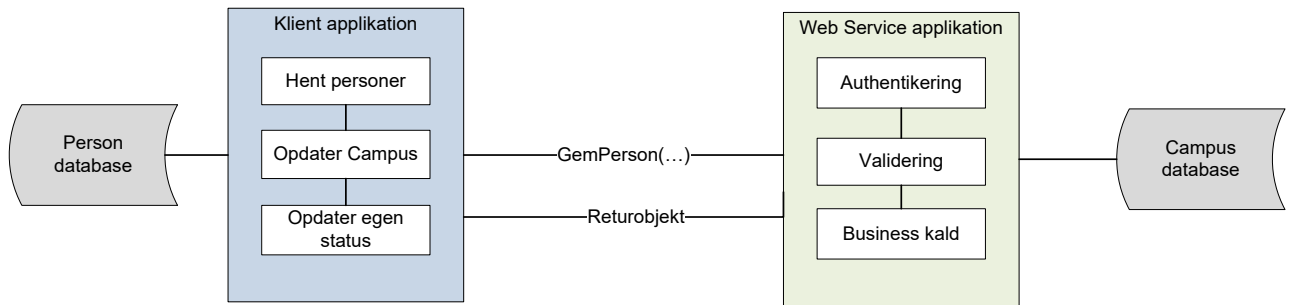 Klient applikation
Web Service applikation
Hent personer
Authentikering
Person
database
Opdater Campus
GemPerson(…)
Validering
Campus
database
Opdater egen
status
Returobjekt
Business kald